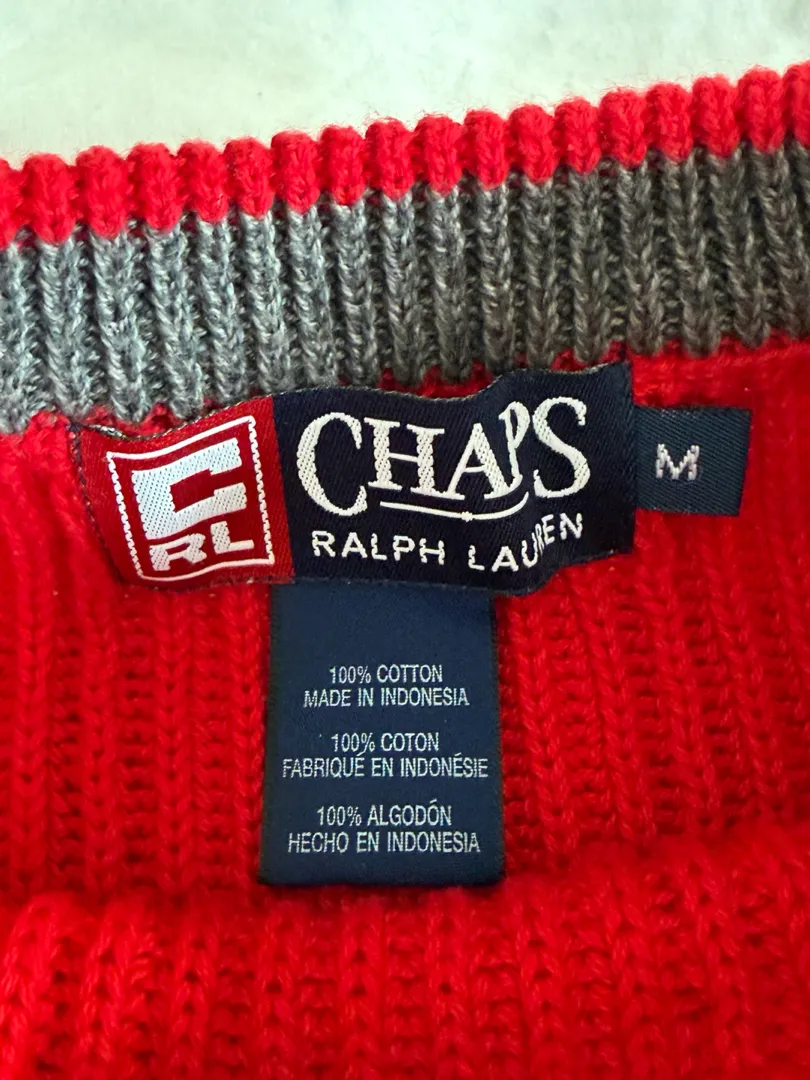 C
RL
CHAPS
RALPH LAUREN
M
100% COTTON
MADE IN INDONESIA
100% COTON
FABRIQUÉ EN INDONÉSIE
100% ALGODÓN
HECHO EN INDONESIA